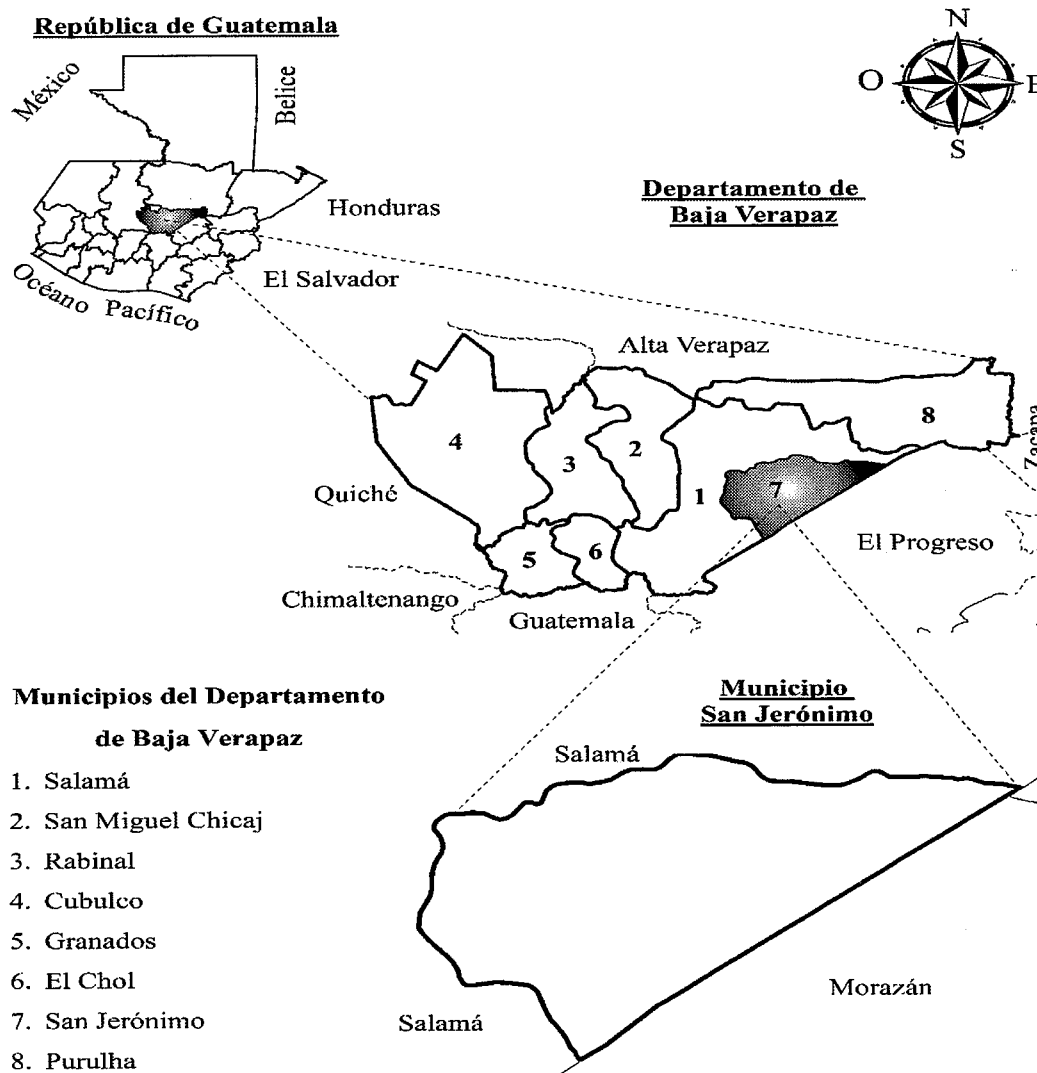 República de Guatemala
México
Belice
Honduras
El Salvador
Océano Pacífico
N
O
E
S
Departamento de
Baja Verapaz
Alta Verapaz
Zacapa
Quiché
El Progreso
Chimaltenango
Guatemala
4
3
2
1
7
8
5
6
Municipios del Departamento
de Baja Verapaz
1. Salamá
2. San Miguel Chicaj
3. Rabinal
4. Cubulco
5. Granados
6. El Chol
7. San Jerónimo
8. Purulha
Municipio
San Jerónimo
Salamá
Morazán
Salamá